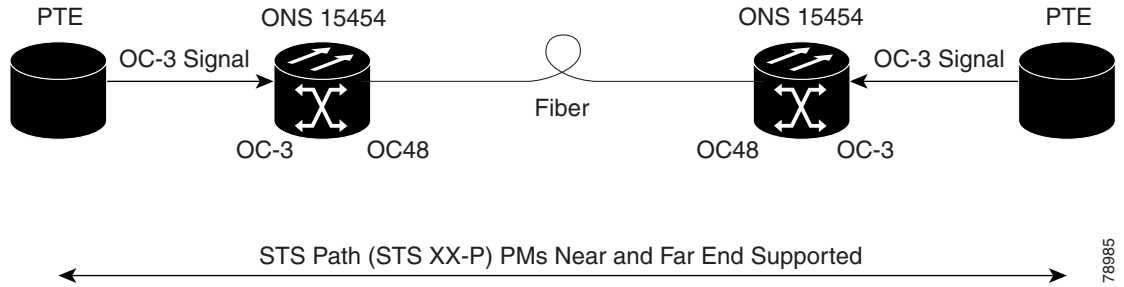 PTE
ONS 15454
ONS 15454
PTE
OC-3 Signal
OC-3 Signal
Fiber
OC-3
OC48
OC48
OC-3
STS Path (STS XX-P) PMs Near and Far End Supported
78985